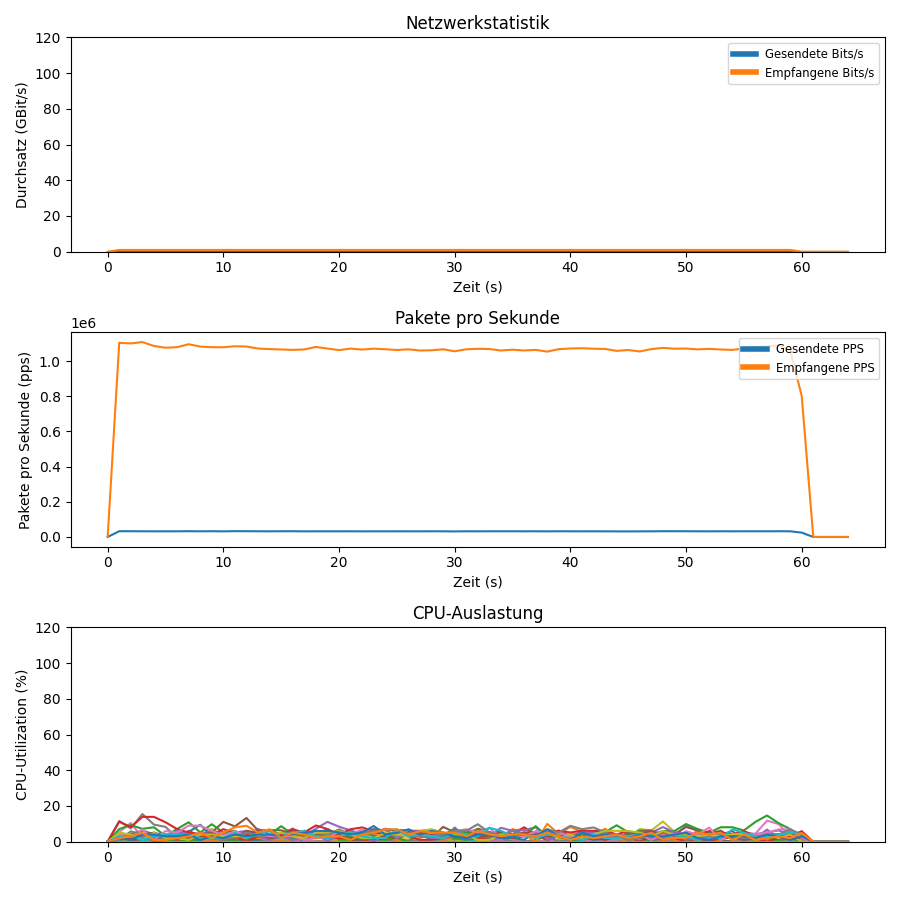 Netzwerkstatistik
120
100
80
60
40
20
0
Durchsatz (GBit/s)
Gesendete Bits/s
Empfangene Bits/s
0 10 20 30 40 50 60
Zeit (s)
Pakete pro Sekunde
1e6
1.0
0.8
0.6
0.4
0.2
0.0
Pakete pro Sekunde (pps)
Gesendete PPS
Empfangene PPS
0 10 20 30 40 50 60
Zeit (s)
CPU-Auslastung
120
100
80
60
40
20
0
CPU-Utilization (%)
0 10 20 30 40 50 60
Zeit (s)